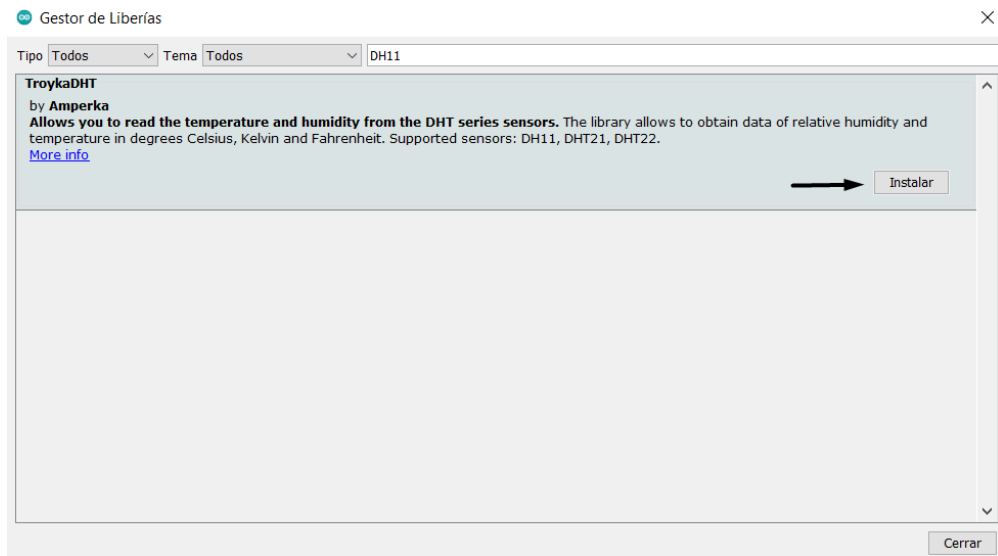 Gestor de Liberías
Tipo Todos Tema Todos DH11
TroykaDHT
by Amperka
Allows you to read the temperature and humidity from the DHT series sensors. The library allows to obtain data of relative humidity and
temperature in degrees Celsius, Kelvin and Fahrenheit. Supported sensors: DH11, DHT21, DHT22.
More info
Instalar
Cerrar